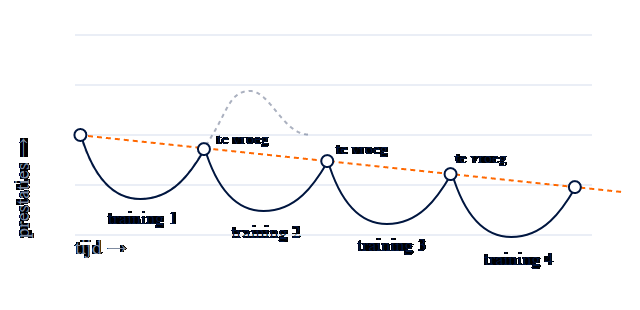 prestaties →
te vroeg
te vroeg
te vroeg
training 1
training 2
training 3
training 4
tijd →